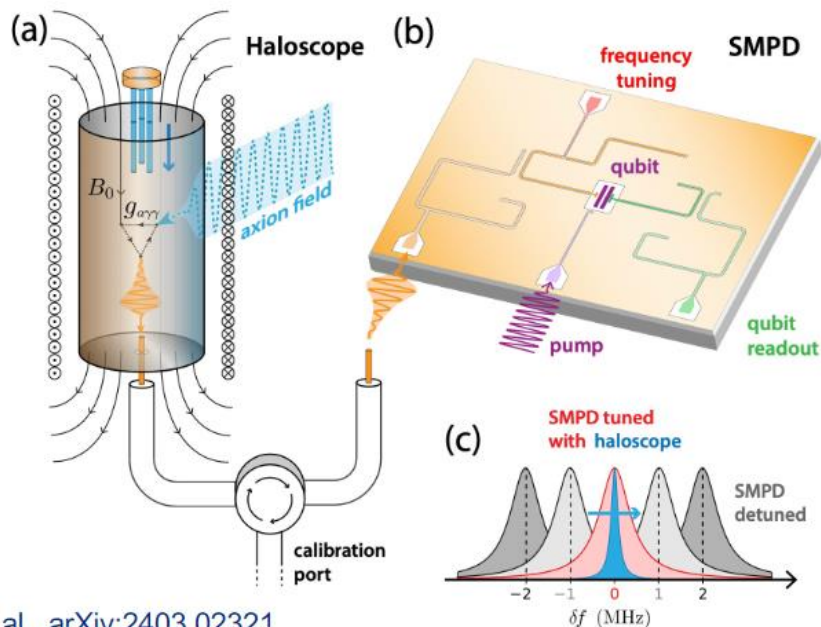 (a)
Haloscope
B₀
gₐγγ
axion field
(b)
SMPD
frequency
tuning
qubit
pump
qubit
readout
calibration
port
(c)
SMPD tuned
with haloscope
SMPD
detuned
−2 −1 0 1 2
δf (MHz)
al., arXiv:2403.02321